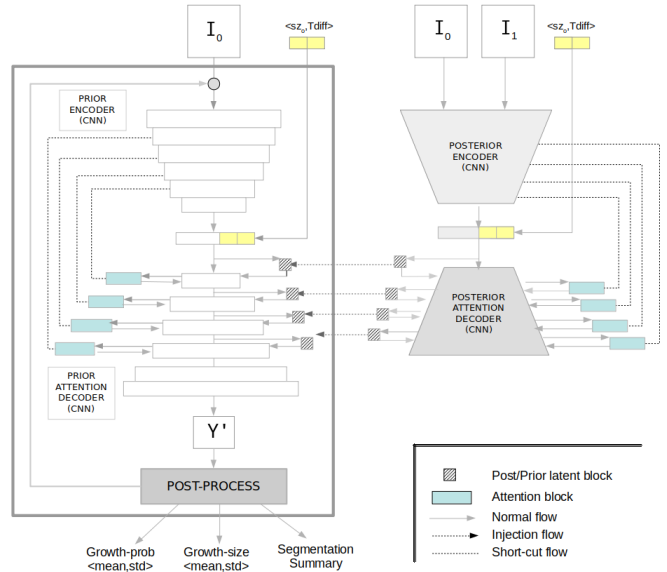 I₀
<sz₀,Tdiff>
I₀
I₁
<sz₀,Tdiff>
PRIOR
ENCODER
(CNN)
POSTERIOR
ENCODER
(CNN)
POSTERIOR
ATTENTION
DECODER
(CNN)
PRIOR
ATTENTION
DECODER
(CNN)
Y'
POST-PROCESS
Growth-prob
<mean,std>
Growth-size
<mean,std>
Segmentation
Summary
Post/Prior latent block
Attention block
Normal flow
Injection flow
Short-cut flow